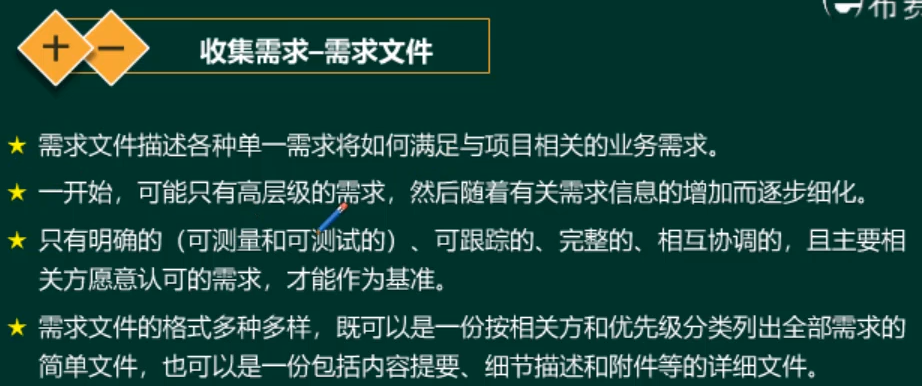 布
收集需求–需求文件
★ 需求文件描述各种单一需求将如何满足与项目相关的业务需求。
★ 一开始，可能只有高层级的需求，然后随着有关需求信息的增加而逐步细化。
★ 只有明确的（可测量和可测试的）、可跟踪的、完整的、相互协调的，且主要相
关方愿意认可的需求，才能作为基准。
★ 需求文件的格式多种多样，既可以是一份按相关方和优先级分类列出全部需求的
简单文件，也可以是一份包括内容提要、细节描述和附件等的详细文件。